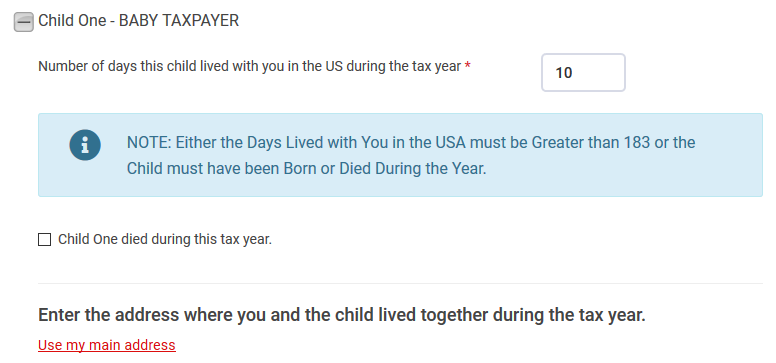 Child One - BABY TAXPAYER
Number of days this child lived with you in the US during the tax year * 10
NOTE: Either the Days Lived with You in the USA must be Greater than 183 or the
Child must have been Born or Died During the Year.
Child One died during this tax year.
Enter the address where you and the child lived together during the tax year.
Use my main address